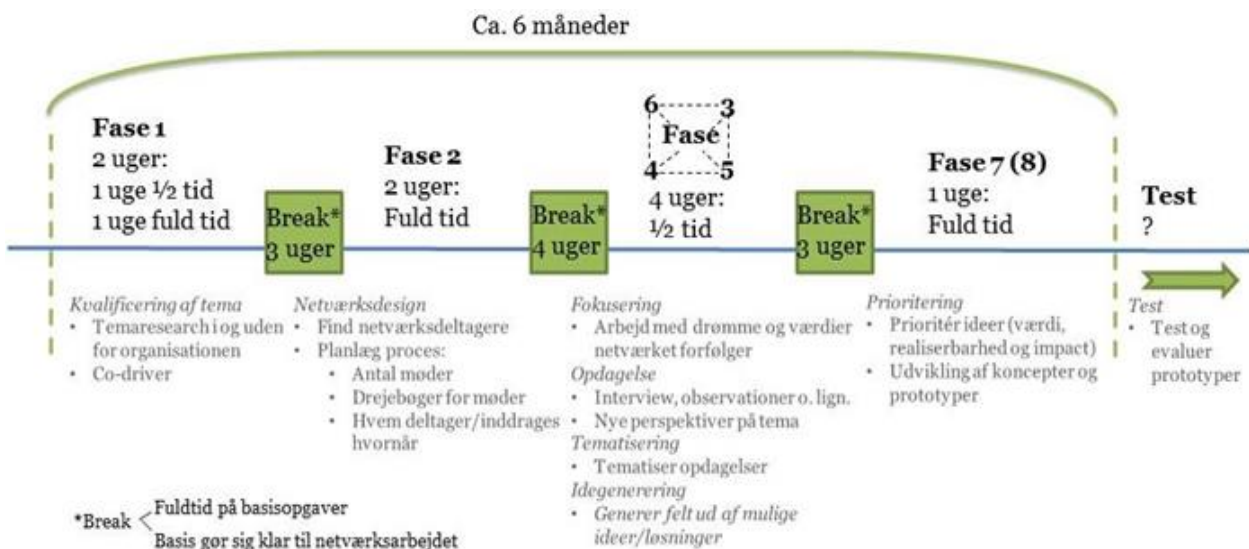 Ca. 6 måneder
Fase 1
2 uger:
1 uge ½ tid
1 uge fuld tid
Break*
3 uger
Fase 2
2 uger:
Fuld tid
Break*
4 uger
6 3
Fase
4 5
4 uger:
½ tid
Break*
3 uger
Fase 7 (8)
1 uge:
Fuld tid
Test
?
Kvalificering af tema
• Temaresearch i og uden
for organisationen
• Co-driver
Netværksdesign
• Find netværksdeltagere
• Planlæg proces:
• Antal møder
• Drejebøger for møder
• Hvem deltager/inddrages
hvornår
Fokusering
• Arbejd med drømme og værdier
netværket forfølger
Opdagelse
• Interview, observationer o. lign.
• Nye perspektiver på tema
Tematisering
• Tematiser opdagelser
Idegenerering
• Generer felt ud af mulige
ideer/løsninger
Prioritering
• Prioritér ideer (værdi,
realiserbarhed og impact)
• Udvikling af koncepter og
prototyper
Test
• Test og
evaluer
prototyper
*Break
Fuldtid på basisopgaver
Basis gør sig klar til netværksarbejdet